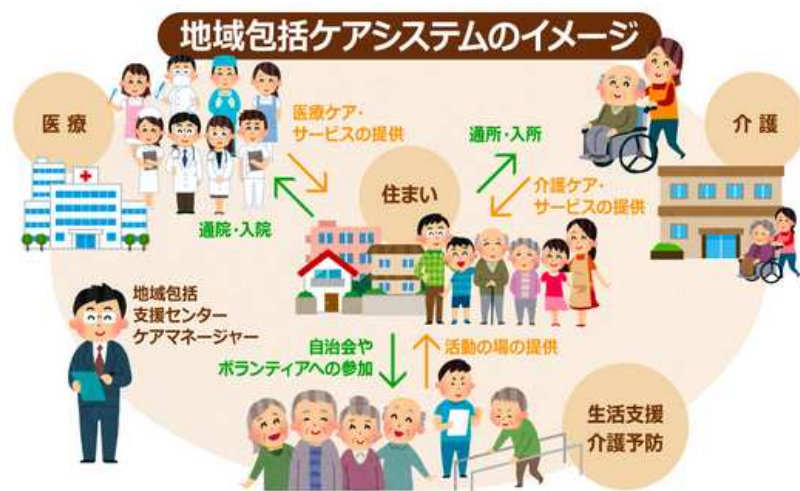 地域包括ケアシステムのイメージ
医療
医療ケア・
サービスの提供
通院・入院
住まい
通所・入所
介護ケア・
サービスの提供
介護
地域包括
支援センター
ケアマネージャー
自治会や
ボランティアへの参加
活動の場の提供
生活支援
介護予防